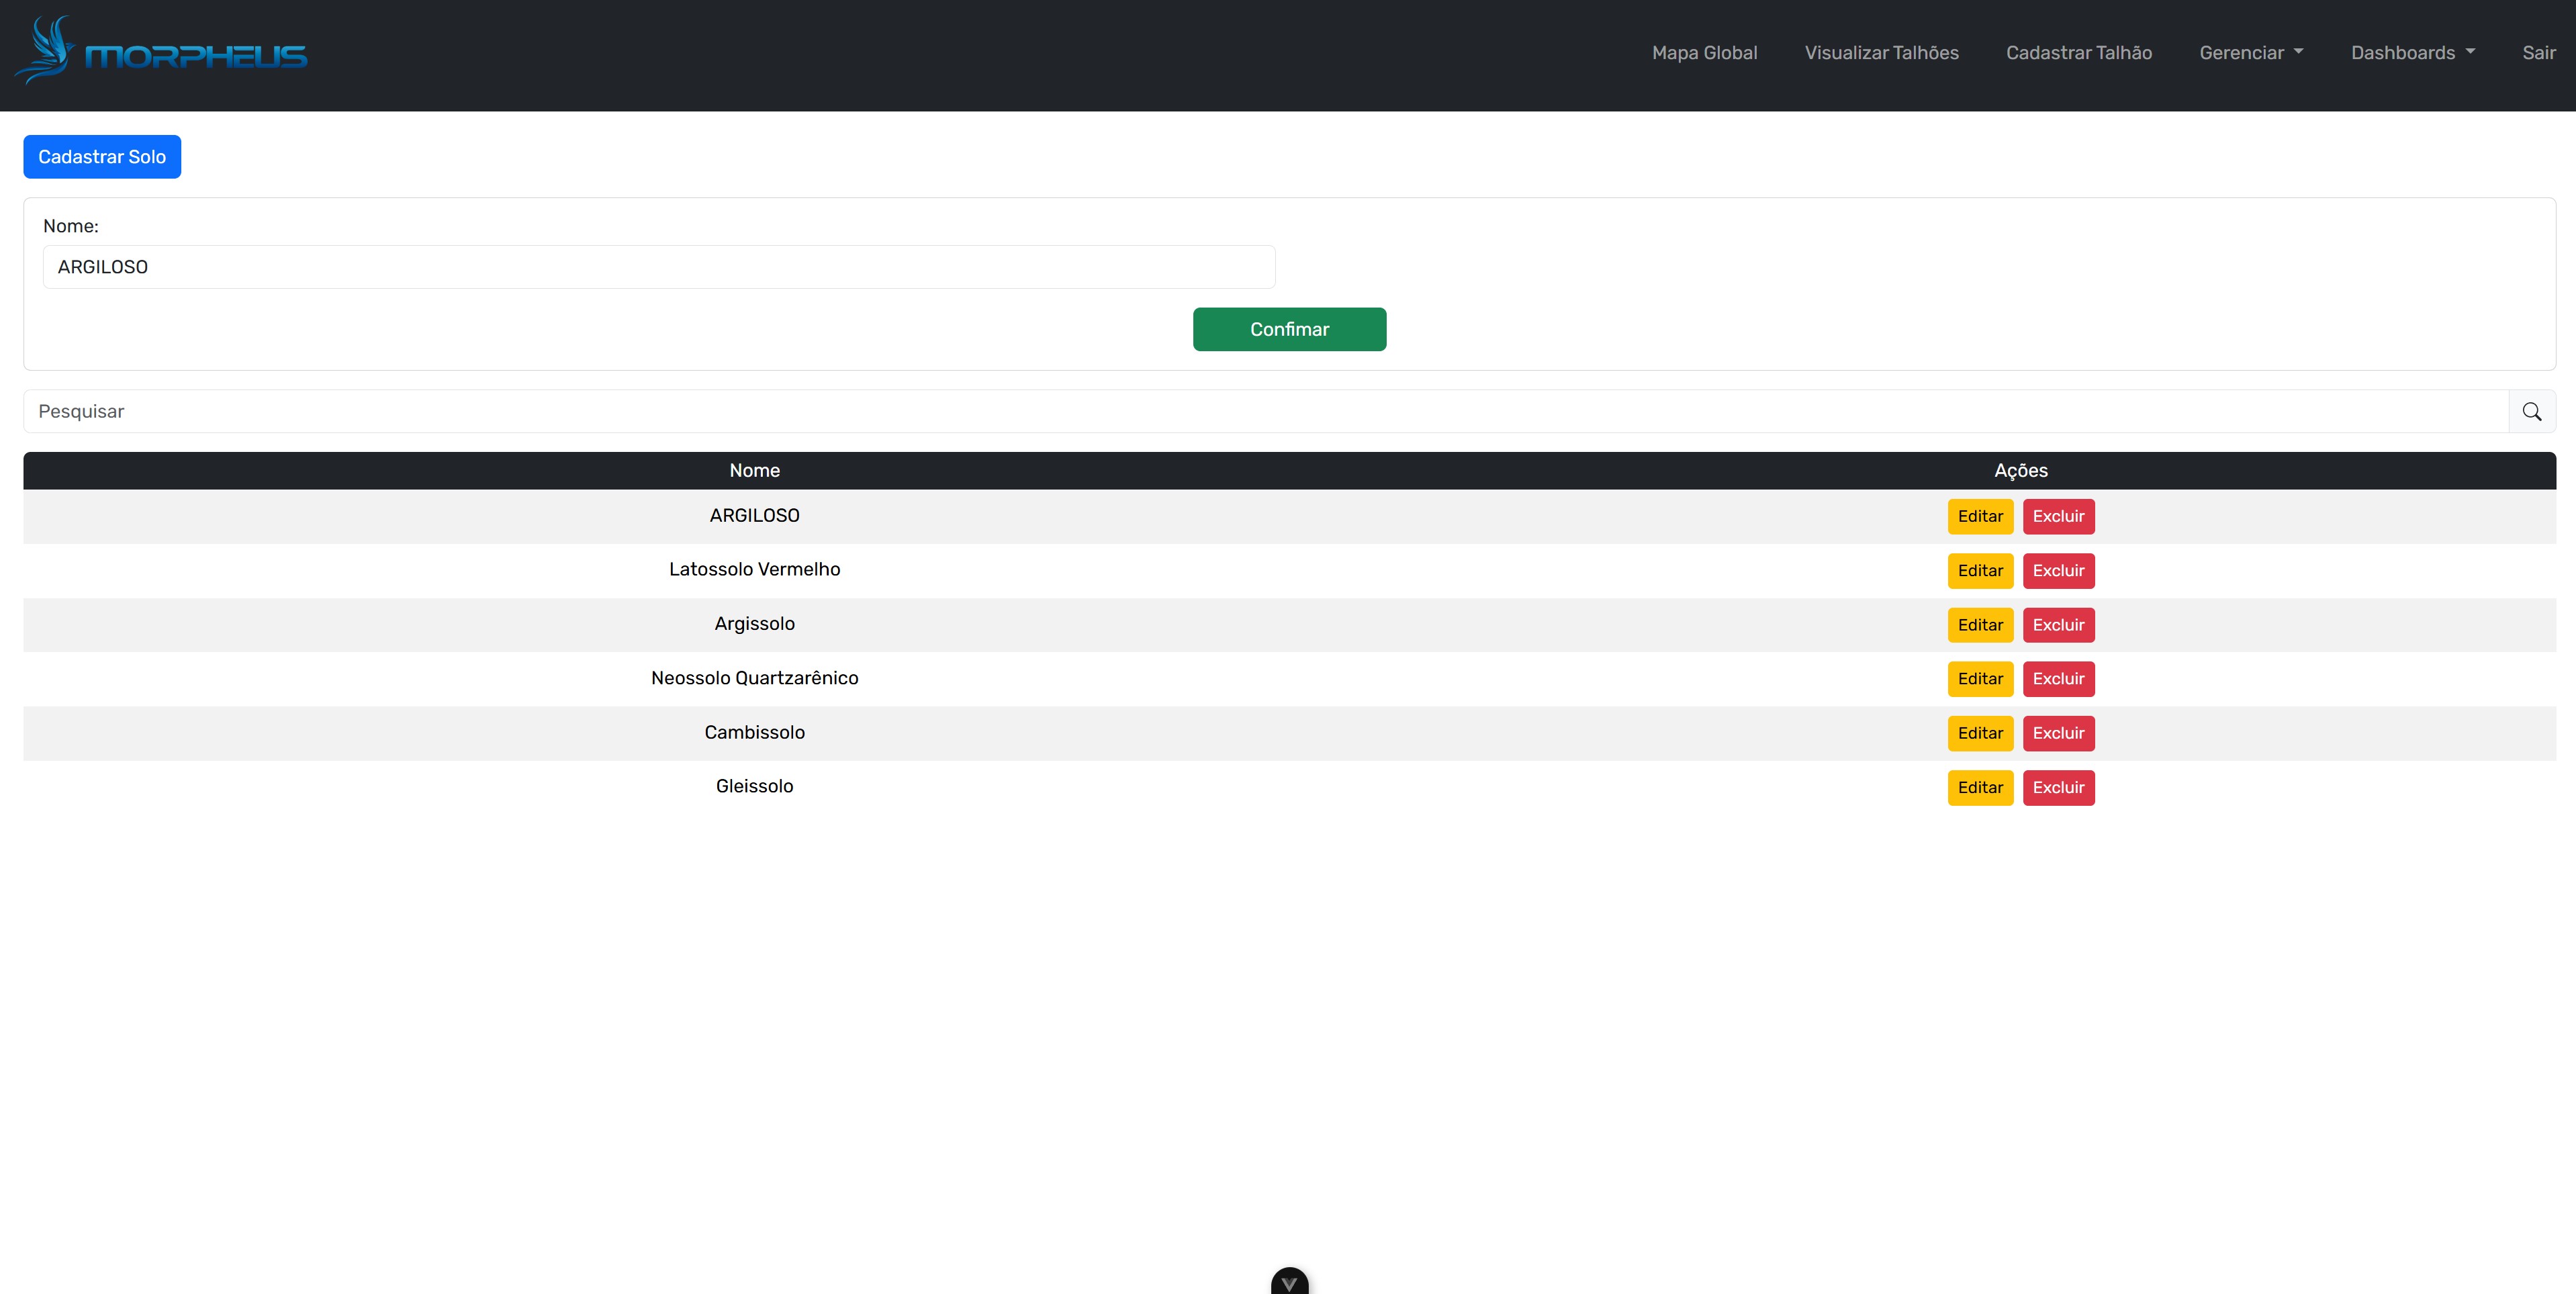 MORPHEUS
Mapa Global Visualizar Talhões Cadastrar Talhão Gerenciar Dashboards Sair
Cadastrar Solo
Nome:
ARGILOSO
Confimar
Pesquisar
Nome Ações
ARGILOSO Editar Excluir
Latossolo Vermelho Editar Excluir
Argissolo Editar Excluir
Neossolo Quartzarênico Editar Excluir
Cambissolo Editar Excluir
Gleissolo Editar Excluir